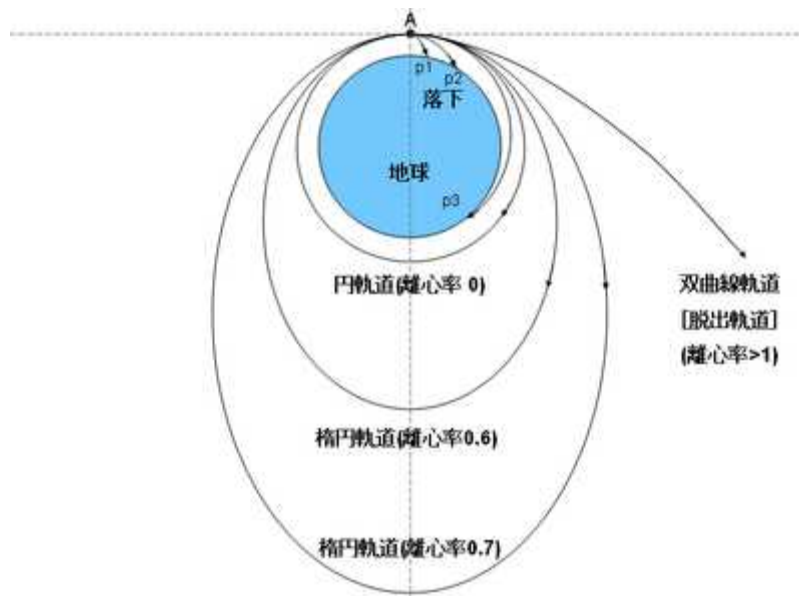 A
p1
p2
落下
地球
p3
円軌道(離心率 0)
双曲線軌道
[脱出軌道]
(離心率>1)
楕円軌道(離心率0.6)
楕円軌道(離心率0.7)